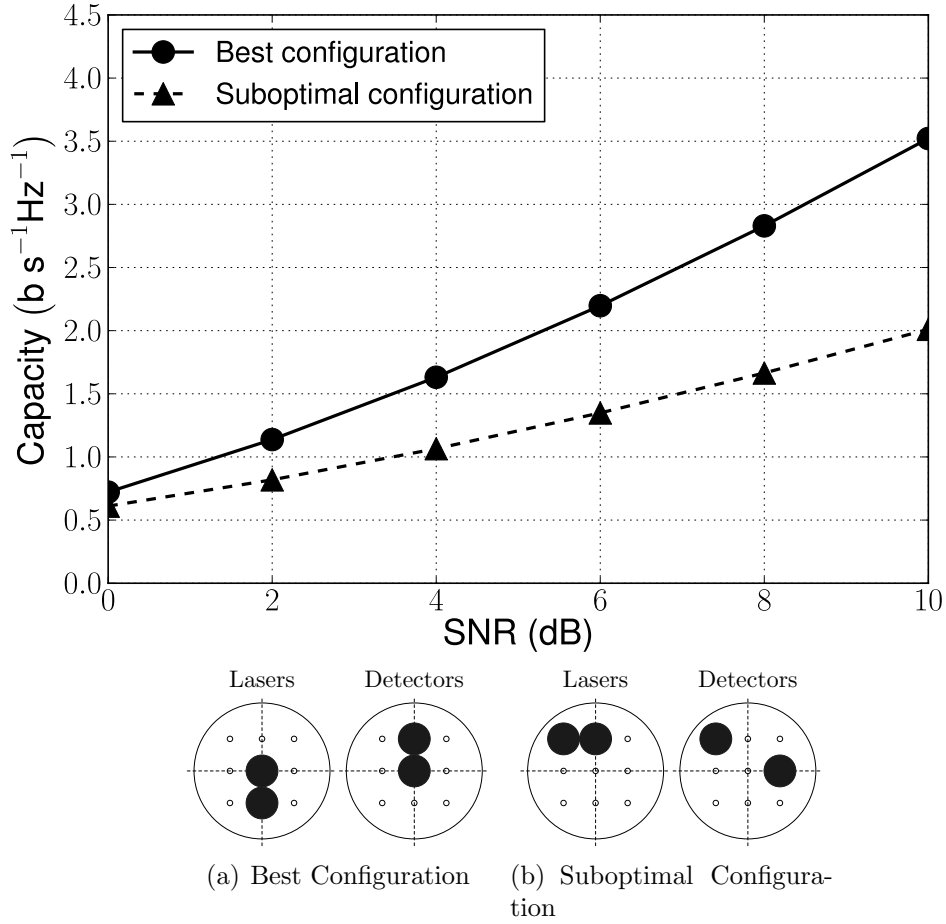 4.5
4.0
3.5
3.0
2.5
2.0
1.5
1.0
0.5
0.0
Capacity (b s⁻¹Hz⁻¹)
Best configuration
Suboptimal configuration
0 2 4 6 8 10
SNR (dB)
Lasers Detectors Lasers Detectors
(a) Best Configuration
(b) Suboptimal Configura-
tion